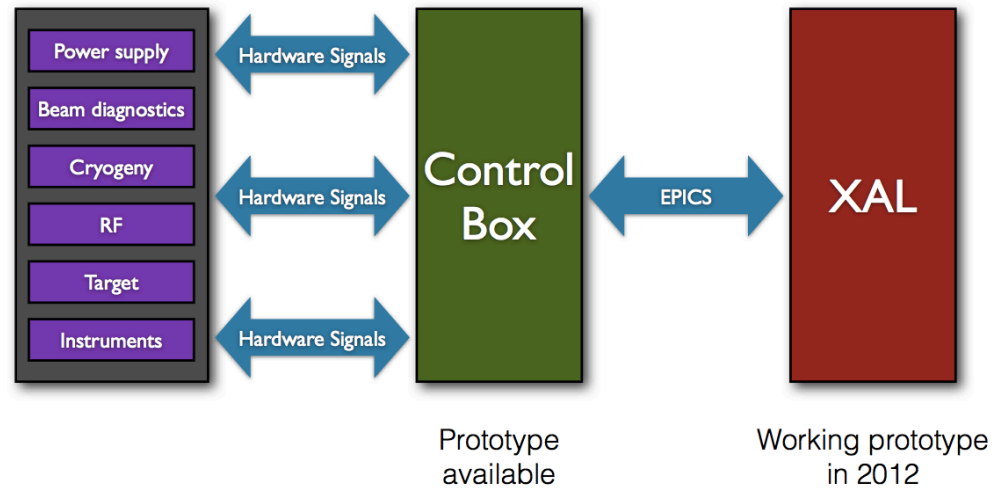 Power supply
Beam diagnostics
Cryogeny
RF
Target
Instruments
Hardware Signals
Hardware Signals
Hardware Signals
Control
Box
EPICS
XAL
Prototype
available
Working prototype
in 2012